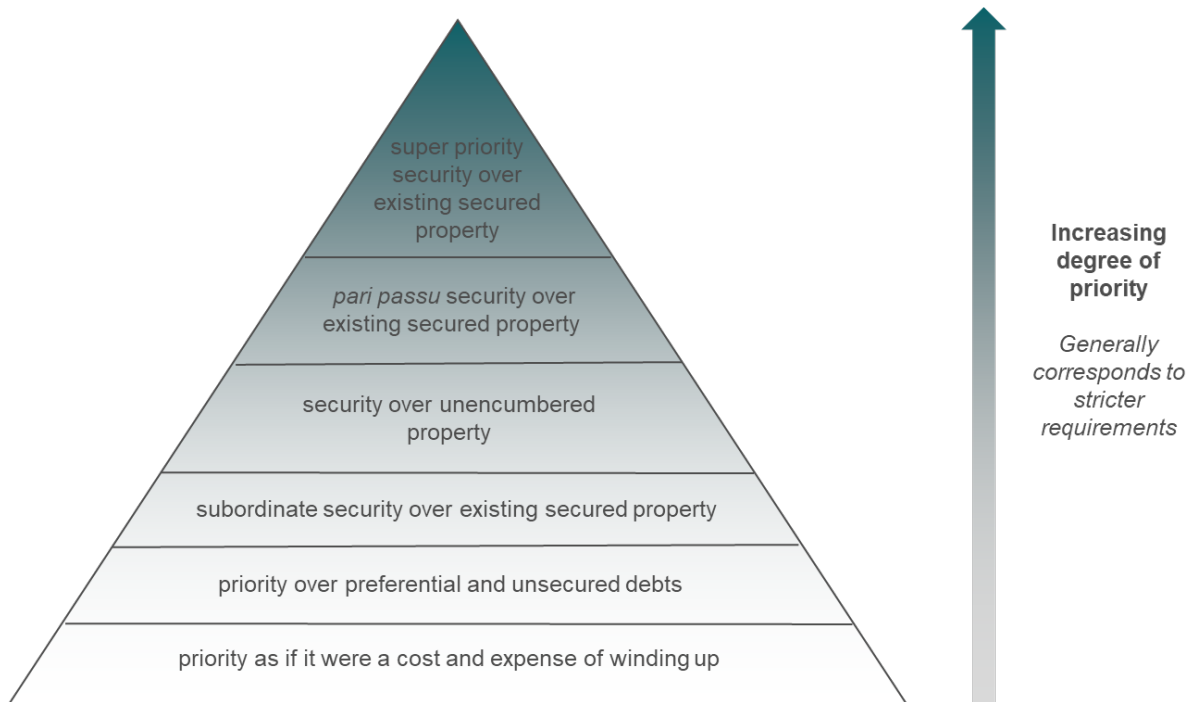 super priority
security over
existing secured
property
pari passu security over
existing secured property
security over unencumbered
property
subordinate security over existing secured property
priority over preferential and unsecured debts
priority as if it were a cost and expense of winding up
Increasing
degree of
priority
Generally
corresponds to
stricter
requirements